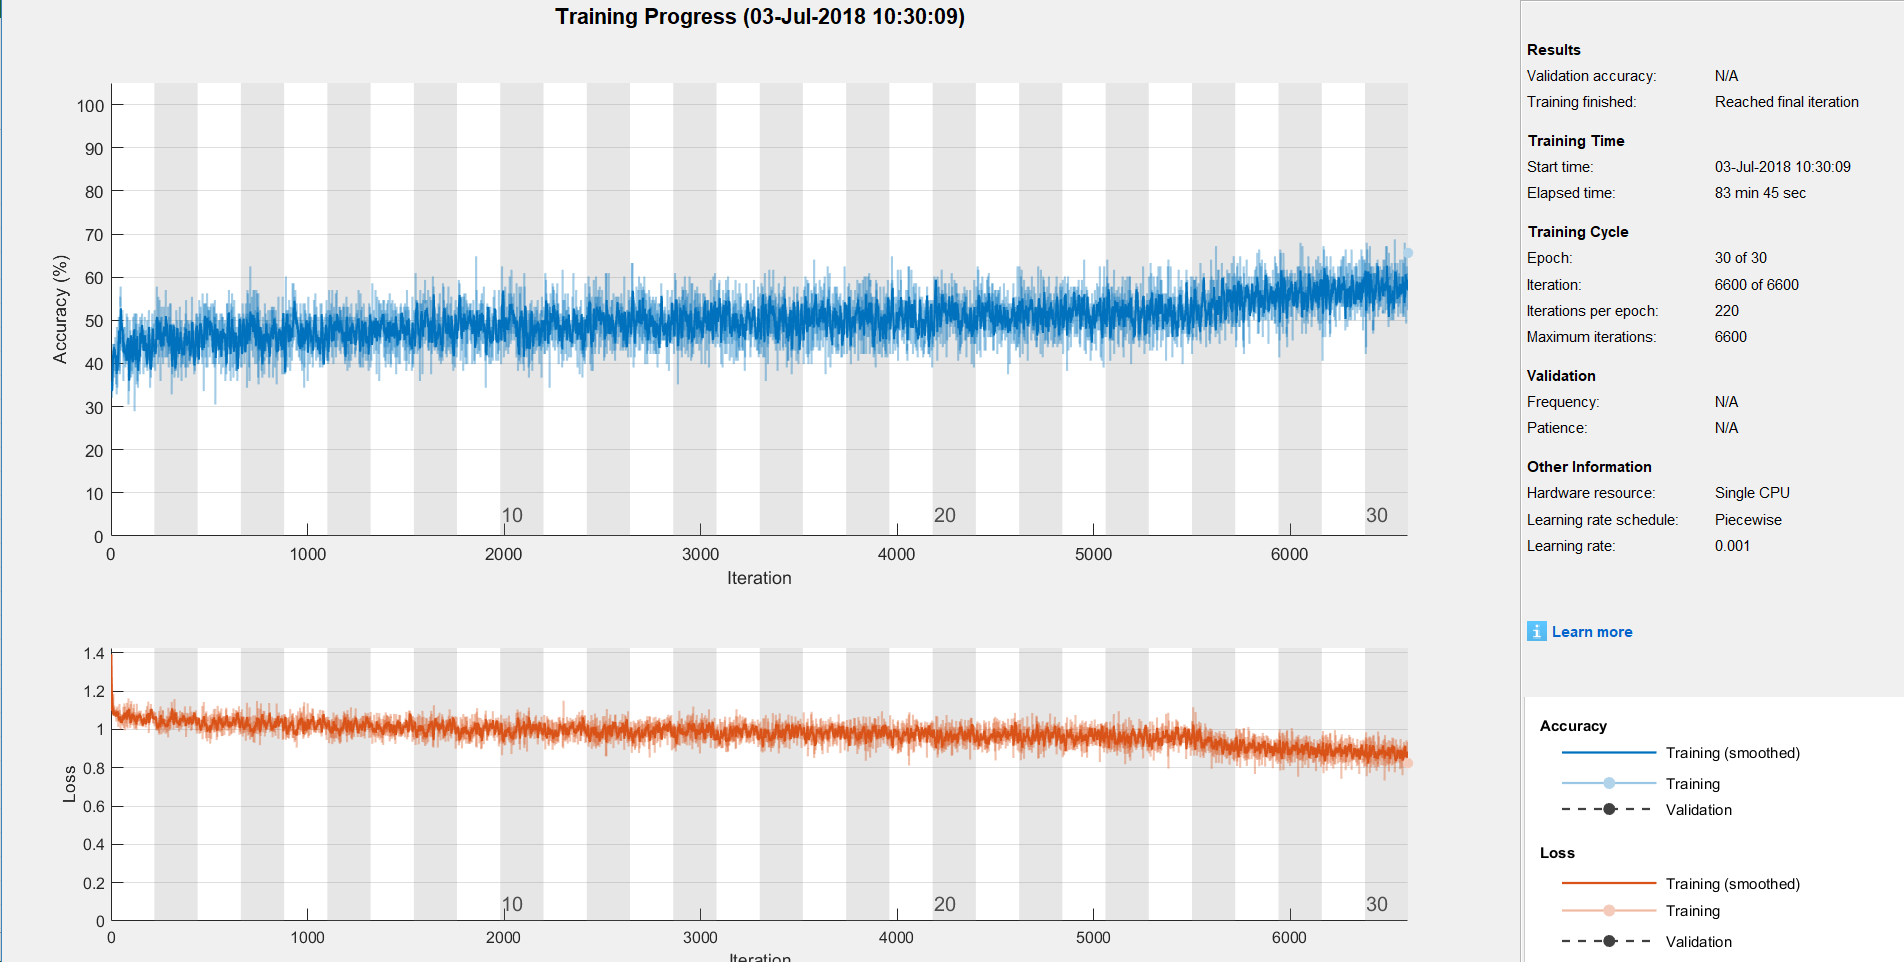 Training Progress (03-Jul-2018 10:30:09)
100
90
80
70
60
50
40
30
20
10
0
Accuracy (%)
10
20
30
0
1000
2000
3000
4000
5000
6000
Iteration
1.4
1.2
1
0.8
0.6
0.4
0.2
0
Loss
10
20
30
0
1000
2000
3000
4000
5000
6000
Iteration
Results
Validation accuracy: N/A
Training finished: Reached final iteration
Training Time
Start time: 03-Jul-2018 10:30:09
Elapsed time: 83 min 45 sec
Training Cycle
Epoch: 30 of 30
Iteration: 6600 of 6600
Iterations per epoch: 220
Maximum iterations: 6600
Validation
Frequency: N/A
Patience: N/A
Other Information
Hardware resource: Single CPU
Learning rate schedule: Piecewise
Learning rate: 0.001
i Learn more
Accuracy
Training (smoothed)
Training
Validation
Loss
Training (smoothed)
Training
Validation